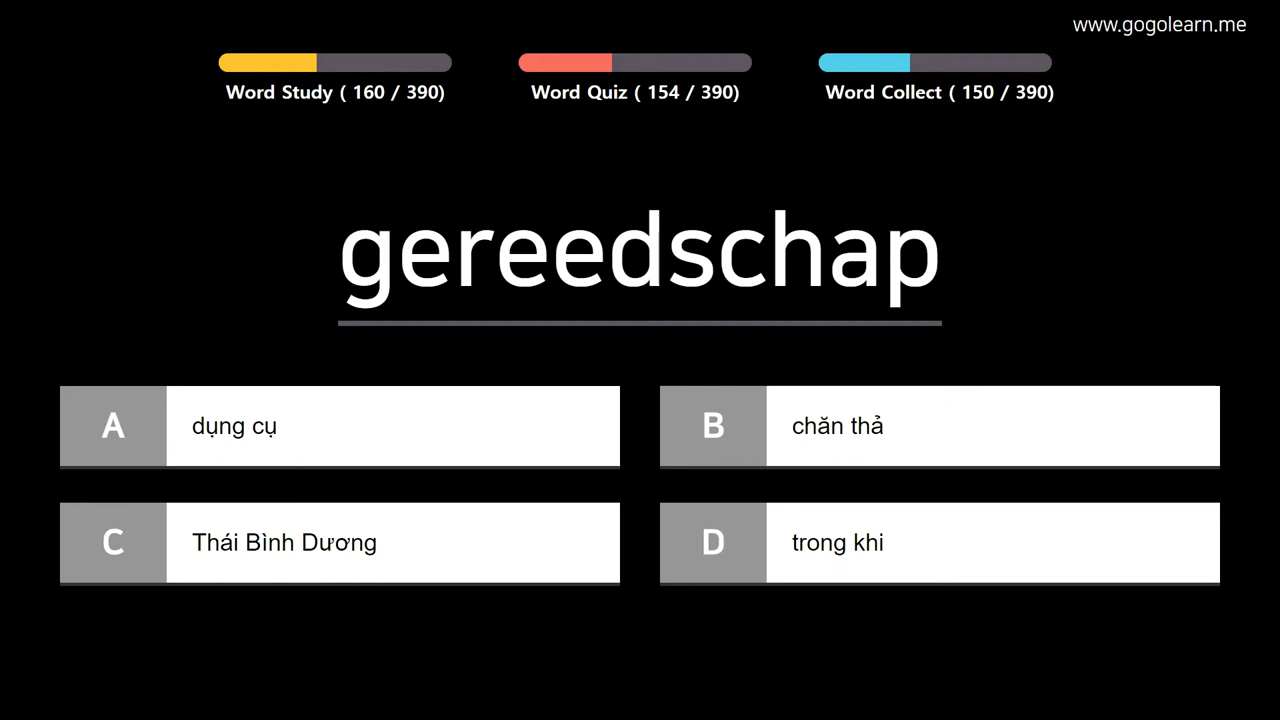 www.gogolearn.me
Word Study ( 160 / 390)
Word Quiz ( 154 / 390)
Word Collect ( 150 / 390)
gereedschap
A
dụng cụ
B
chăn thả
C
Thái Bình Dương
D
trong khi